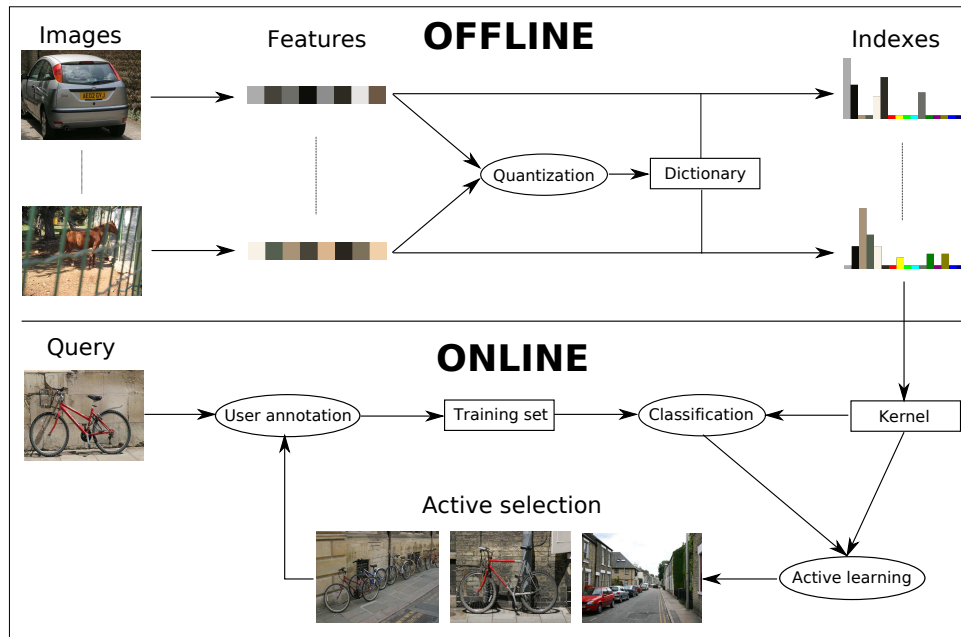 OFFLINE
Images
Features
Indexes
Quantization
Dictionary
ONLINE
Query
User annotation
Training set
Classification
Kernel
Active selection
Active learning